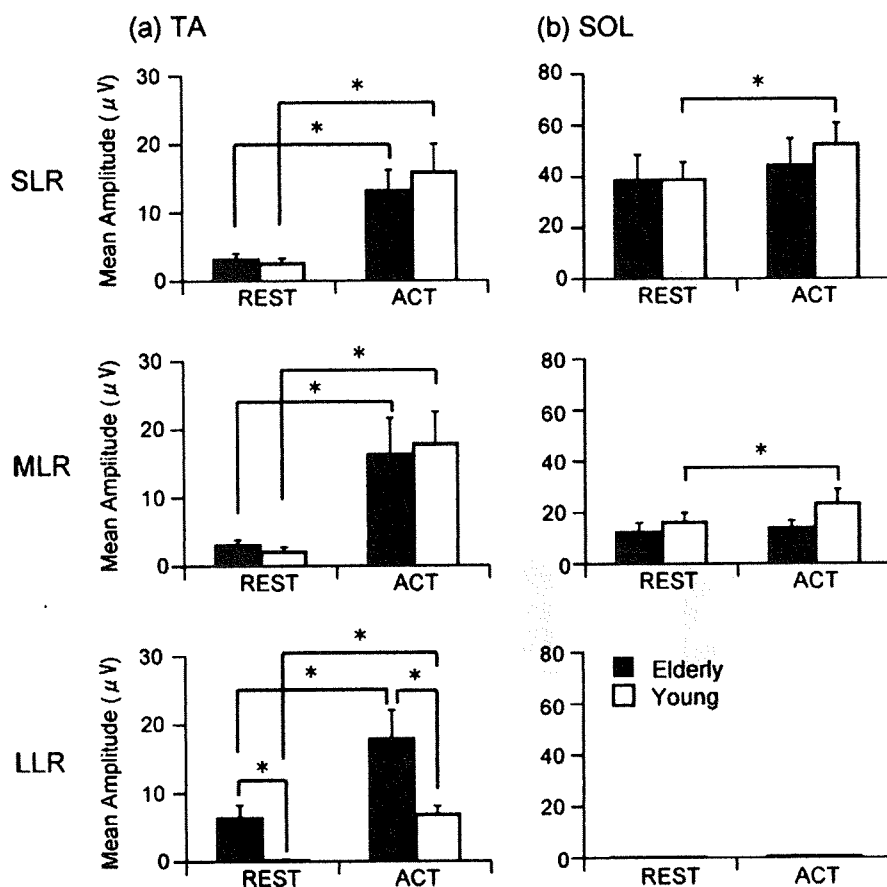 (a) TA
(b) SOL
SLR
Mean Amplitude (μV)
30
20
10
0
*
*
REST
ACT
80
60
40
20
0
*
REST
ACT
MLR
Mean Amplitude (μV)
30
20
10
0
*
*
REST
ACT
80
60
40
20
0
*
REST
ACT
LLR
Mean Amplitude (μV)
30
20
10
0
*
*
*
*
REST
ACT
80
60
40
20
0
Elderly
Young
REST
ACT